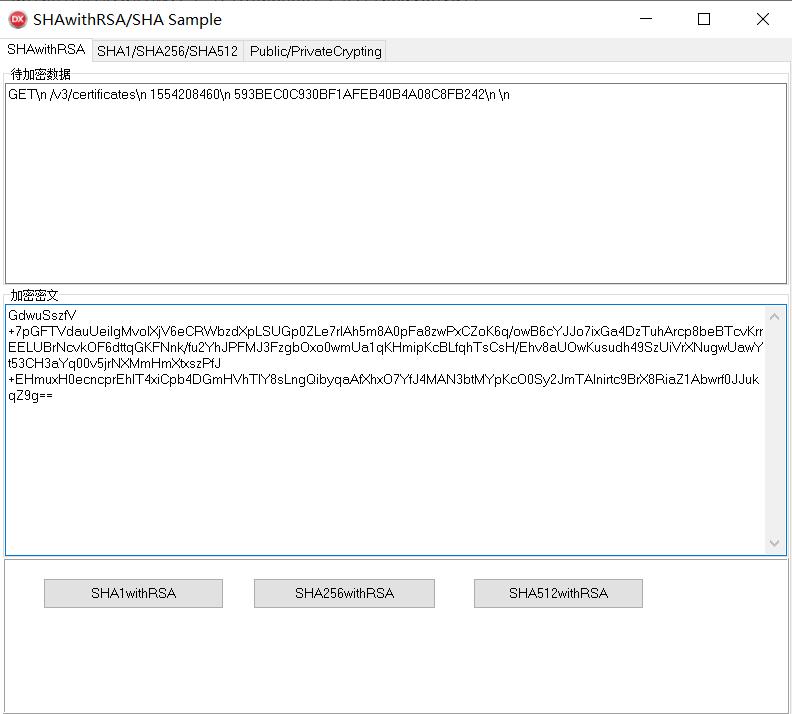 SHAwithRSA/SHA Sample
SHAwithRSA SHA1/SHA256/SHA512 Public/PrivateCrypting
待加密数据
GET\n /v3/certificates\n 1554208460\n 593BEC0C930BF1AFEB40B4A08C8FB242\n \n
加密密文
GdwuSszfV
+7pGFTVdauUeiIgMvolXjV6eCRWbzdXpLSUGp0ZLe7rlAh5m8A0pFa8zwPxCZoK6q/owB6cYJJo7ixGa4DzTuhArcp8beBTcvKrr
EELUBrNcvkOF6dttqGKFNnk/fu2YhJPFMJ3FzgbOxo0wmUa1qKHmipKcBLfqhTsCsH/Ehv8aUOwKusudh49SzUiVrXNugwUawY
t53CH3aYq00v5jrNXMmHmXtxszPfJ
+EHmuxH0ecncprEhIT4xiCpb4DGmHVhTlY8sLngQibyqaAfXhxO7YfJ4MAN3btMYpKcO0Sy2JmTAlnirtc9BrX8RiaZ1Abwrf0JJuk
qZ9g==
SHA1withRSA SHA256withRSA SHA512withRSA